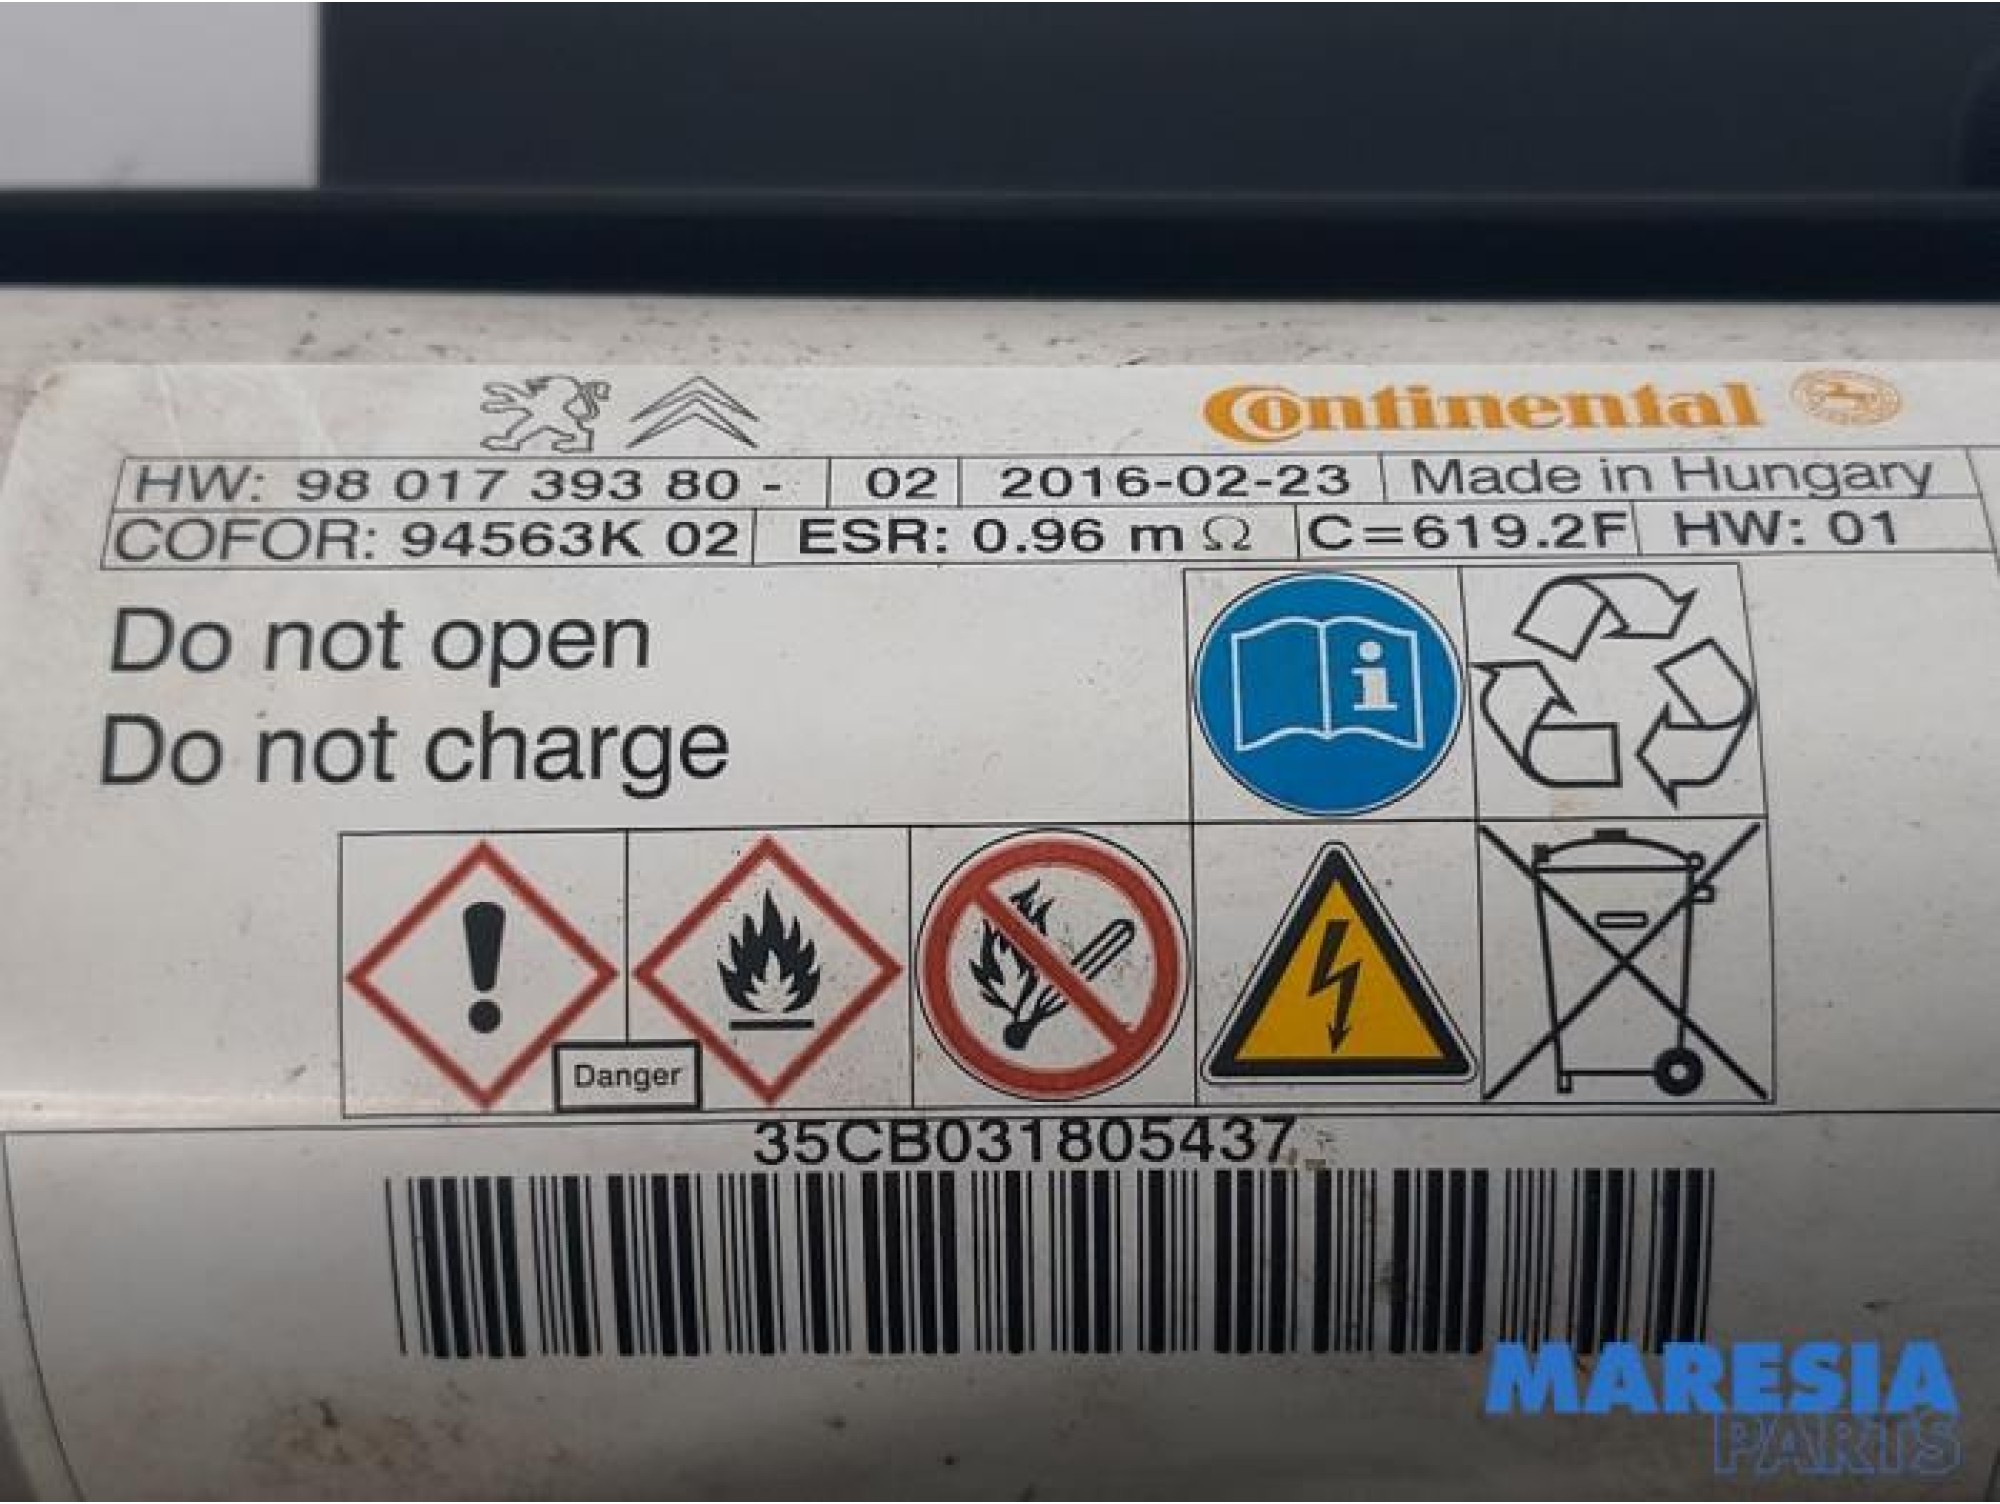 Continental
HW: 98 017 393 80 - 02 2016-02-23 Made in Hungary
COFOR: 94563K 02 ESR: 0.96 m Ω C=619.2F HW: 01
Do not open
Do not charge
Danger
35CB031805437
MARESIA
PARTS